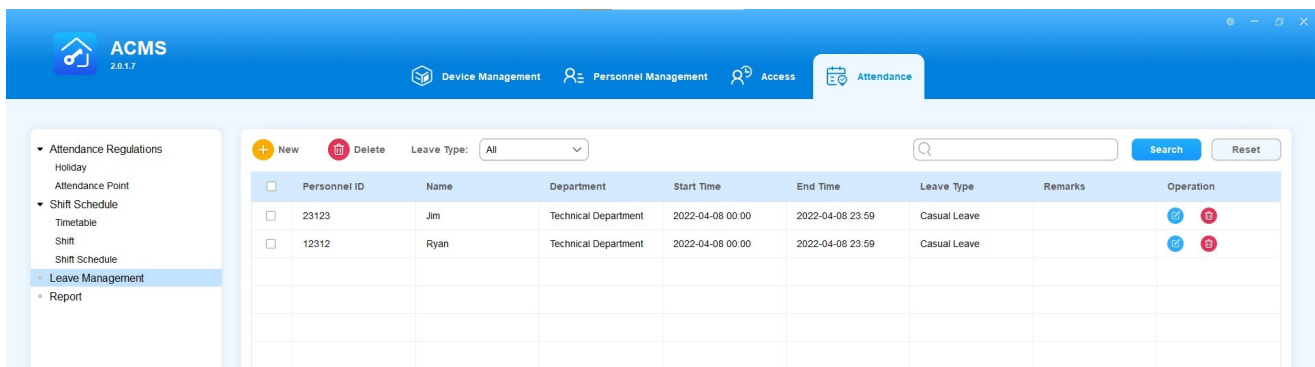 ACMS
2.0.1.7
Device Management Personnel Management Access Attendance
Attendance Regulations
Holiday
Attendance Point
Shift Schedule
Timetable
Shift
Shift Schedule
Leave Management
Report
New Delete Leave Type: All Search Reset
Personnel ID Name Department Start Time End Time Leave Type Remarks Operation
23123 Jim Technical Department 2022-04-08 00:00 2022-04-08 23:59 Casual Leave
12312 Ryan Technical Department 2022-04-08 00:00 2022-04-08 23:59 Casual Leave